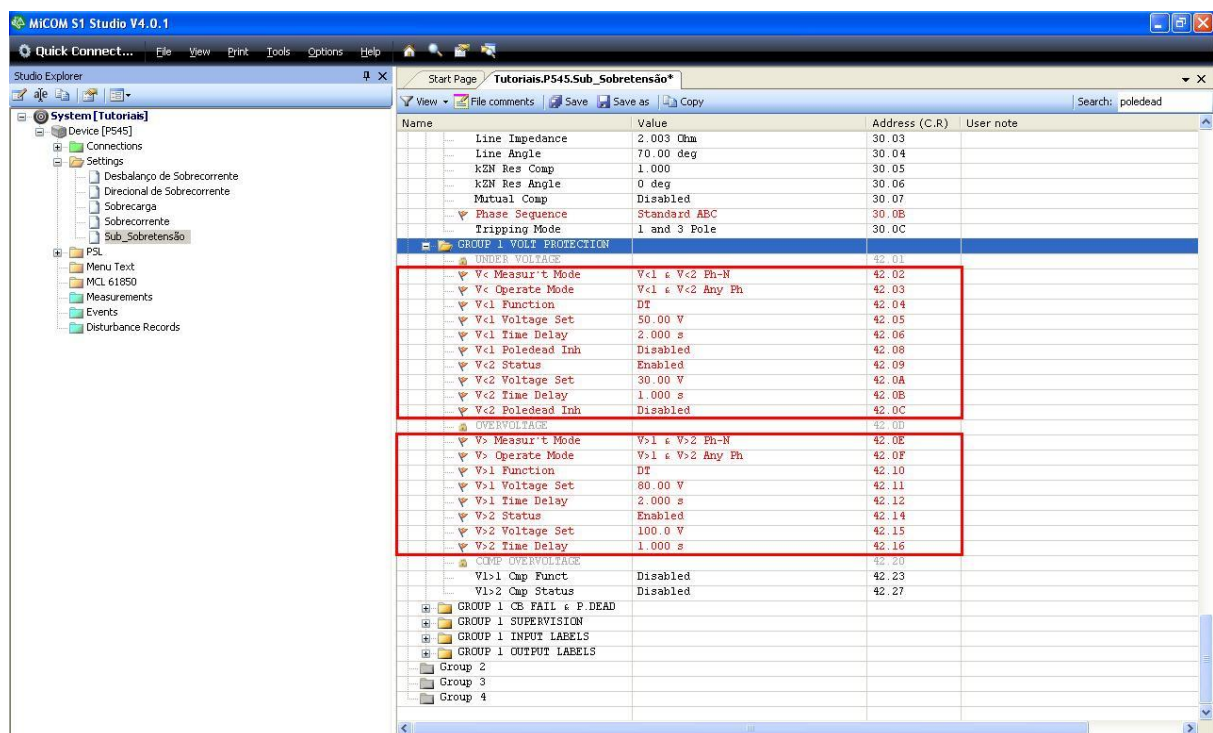 MiCOM S1 Studio V4.0.1
Quick Connect... File View Print Tools Options Help
Studio Explorer
System [Tutoriais]
Device [P545]
Connections
Settings
Desbalanço de Sobrecorrente
Direcional de Sobrecorrente
Sobrecarga
Sobrecorrente
Sub_Sobretensão
PSL
Menu Text
MCL 61850
Measurements
Events
Disturbance Records
Start Page Tutoriais.P545.Sub_Sobretensão*
View File comments Save Save as Copy Search: poledead
Name Value Address (C.R) User note
Line Impedance 2.003 Ohm 30.03
Line Angle 70.00 deg 30.04
kZN Res Comp 1.000 30.05
kZN Res Angle 0 deg 30.06
Mutual Comp Disabled 30.07
Phase Sequence Standard ABC 30.0B
Tripping Mode 1 and 3 Pole 30.0C
GROUP 1 VOLT PROTECTION
UNDER VOLTAGE 42.01
V< Measur't Mode V<1 & V<2 Ph-N 42.02
V< Operate Mode V<1 & V<2 Any Ph 42.03
V<1 Function DT 42.04
V<1 Voltage Set 50.00 V 42.05
V<1 Time Delay 2.000 s 42.06
V<1 Poledead Inh Disabled 42.08
V<2 Status Enabled 42.09
V<2 Voltage Set 30.00 V 42.0A
V<2 Time Delay 1.000 s 42.0B
V<2 Poledead Inh Disabled 42.0C
OVERVOLTAGE 42.0D
V> Measur't Mode V>1 & V>2 Ph-N 42.0E
V> Operate Mode V>1 & V>2 Any Ph 42.0F
V>1 Function DT 42.10
V>1 Voltage Set 80.00 V 42.11
V>1 Time Delay 2.000 s 42.12
V>2 Status Enabled 42.14
V>2 Voltage Set 100.0 V 42.15
V>2 Time Delay 1.000 s 42.16
COMP OVERVOLTAGE 42.20
V1>1 Cmp Funct Disabled 42.23
V1>2 Cmp Status Disabled 42.27
GROUP 1 CB FAIL & P.DEAD
GROUP 1 SUPERVISION
GROUP 1 INPUT LABELS
GROUP 1 OUTPUT LABELS
Group 2
Group 3
Group 4